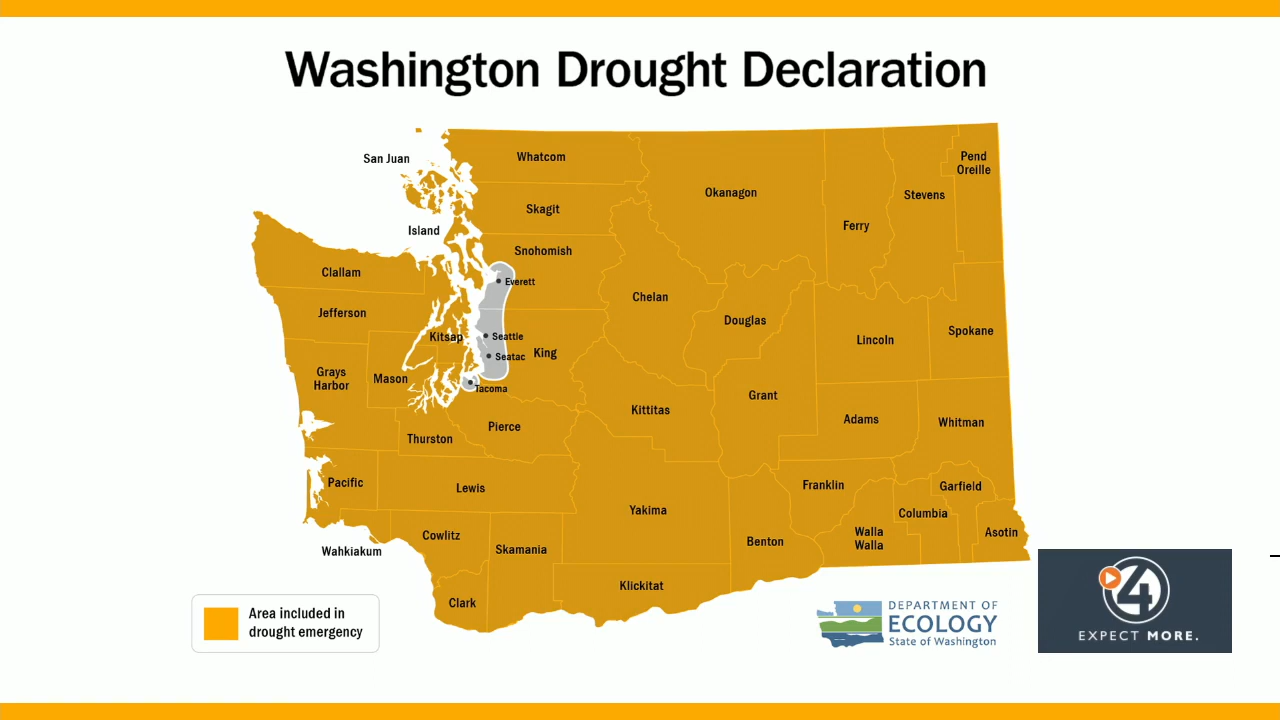 Washington Drought Declaration
San Juan
Whatcom
Okanagon
Ferry
Stevens
Pend
Oreille
Skagit
Island
Snohomish
Clallam
Everett
Chelan
Jefferson
Douglas
Kitsap
Seattle
King
Seatac
Lincoln
Spokane
Grays
Harbor
Mason
Tacoma
Kittitas
Grant
Adams
Whitman
Pierce
Thurston
Pacific
Lewis
Yakima
Franklin
Garfield
Columbia
Walla
Walla
Asotin
Wahkiakum
Cowlitz
Skamania
Benton
Klickitat
Clark
Area included in
drought emergency
DEPARTMENT OF
ECOLOGY
State of Washington
4
EXPECT MORE.